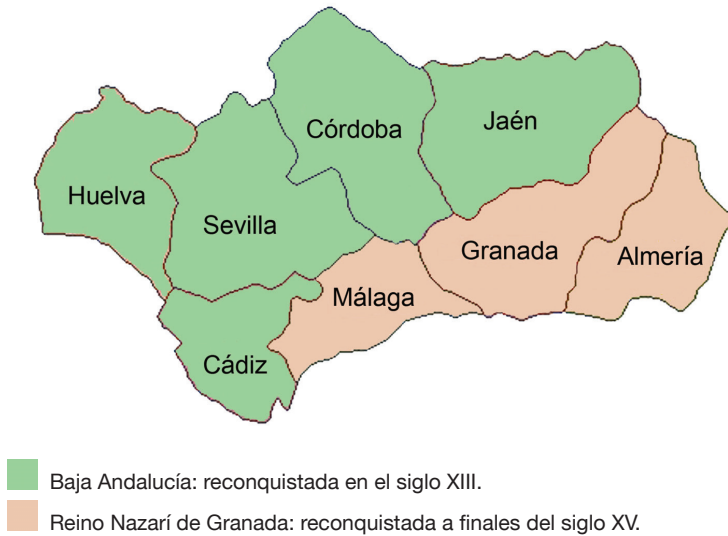 Córdoba
Jaén
Huelva
Sevilla
Granada
Almería
Málaga
Cádiz
Baja Andalucía: reconquistada en el siglo XIII.
Reino Nazarí de Granada: reconquistada a finales del siglo XV.